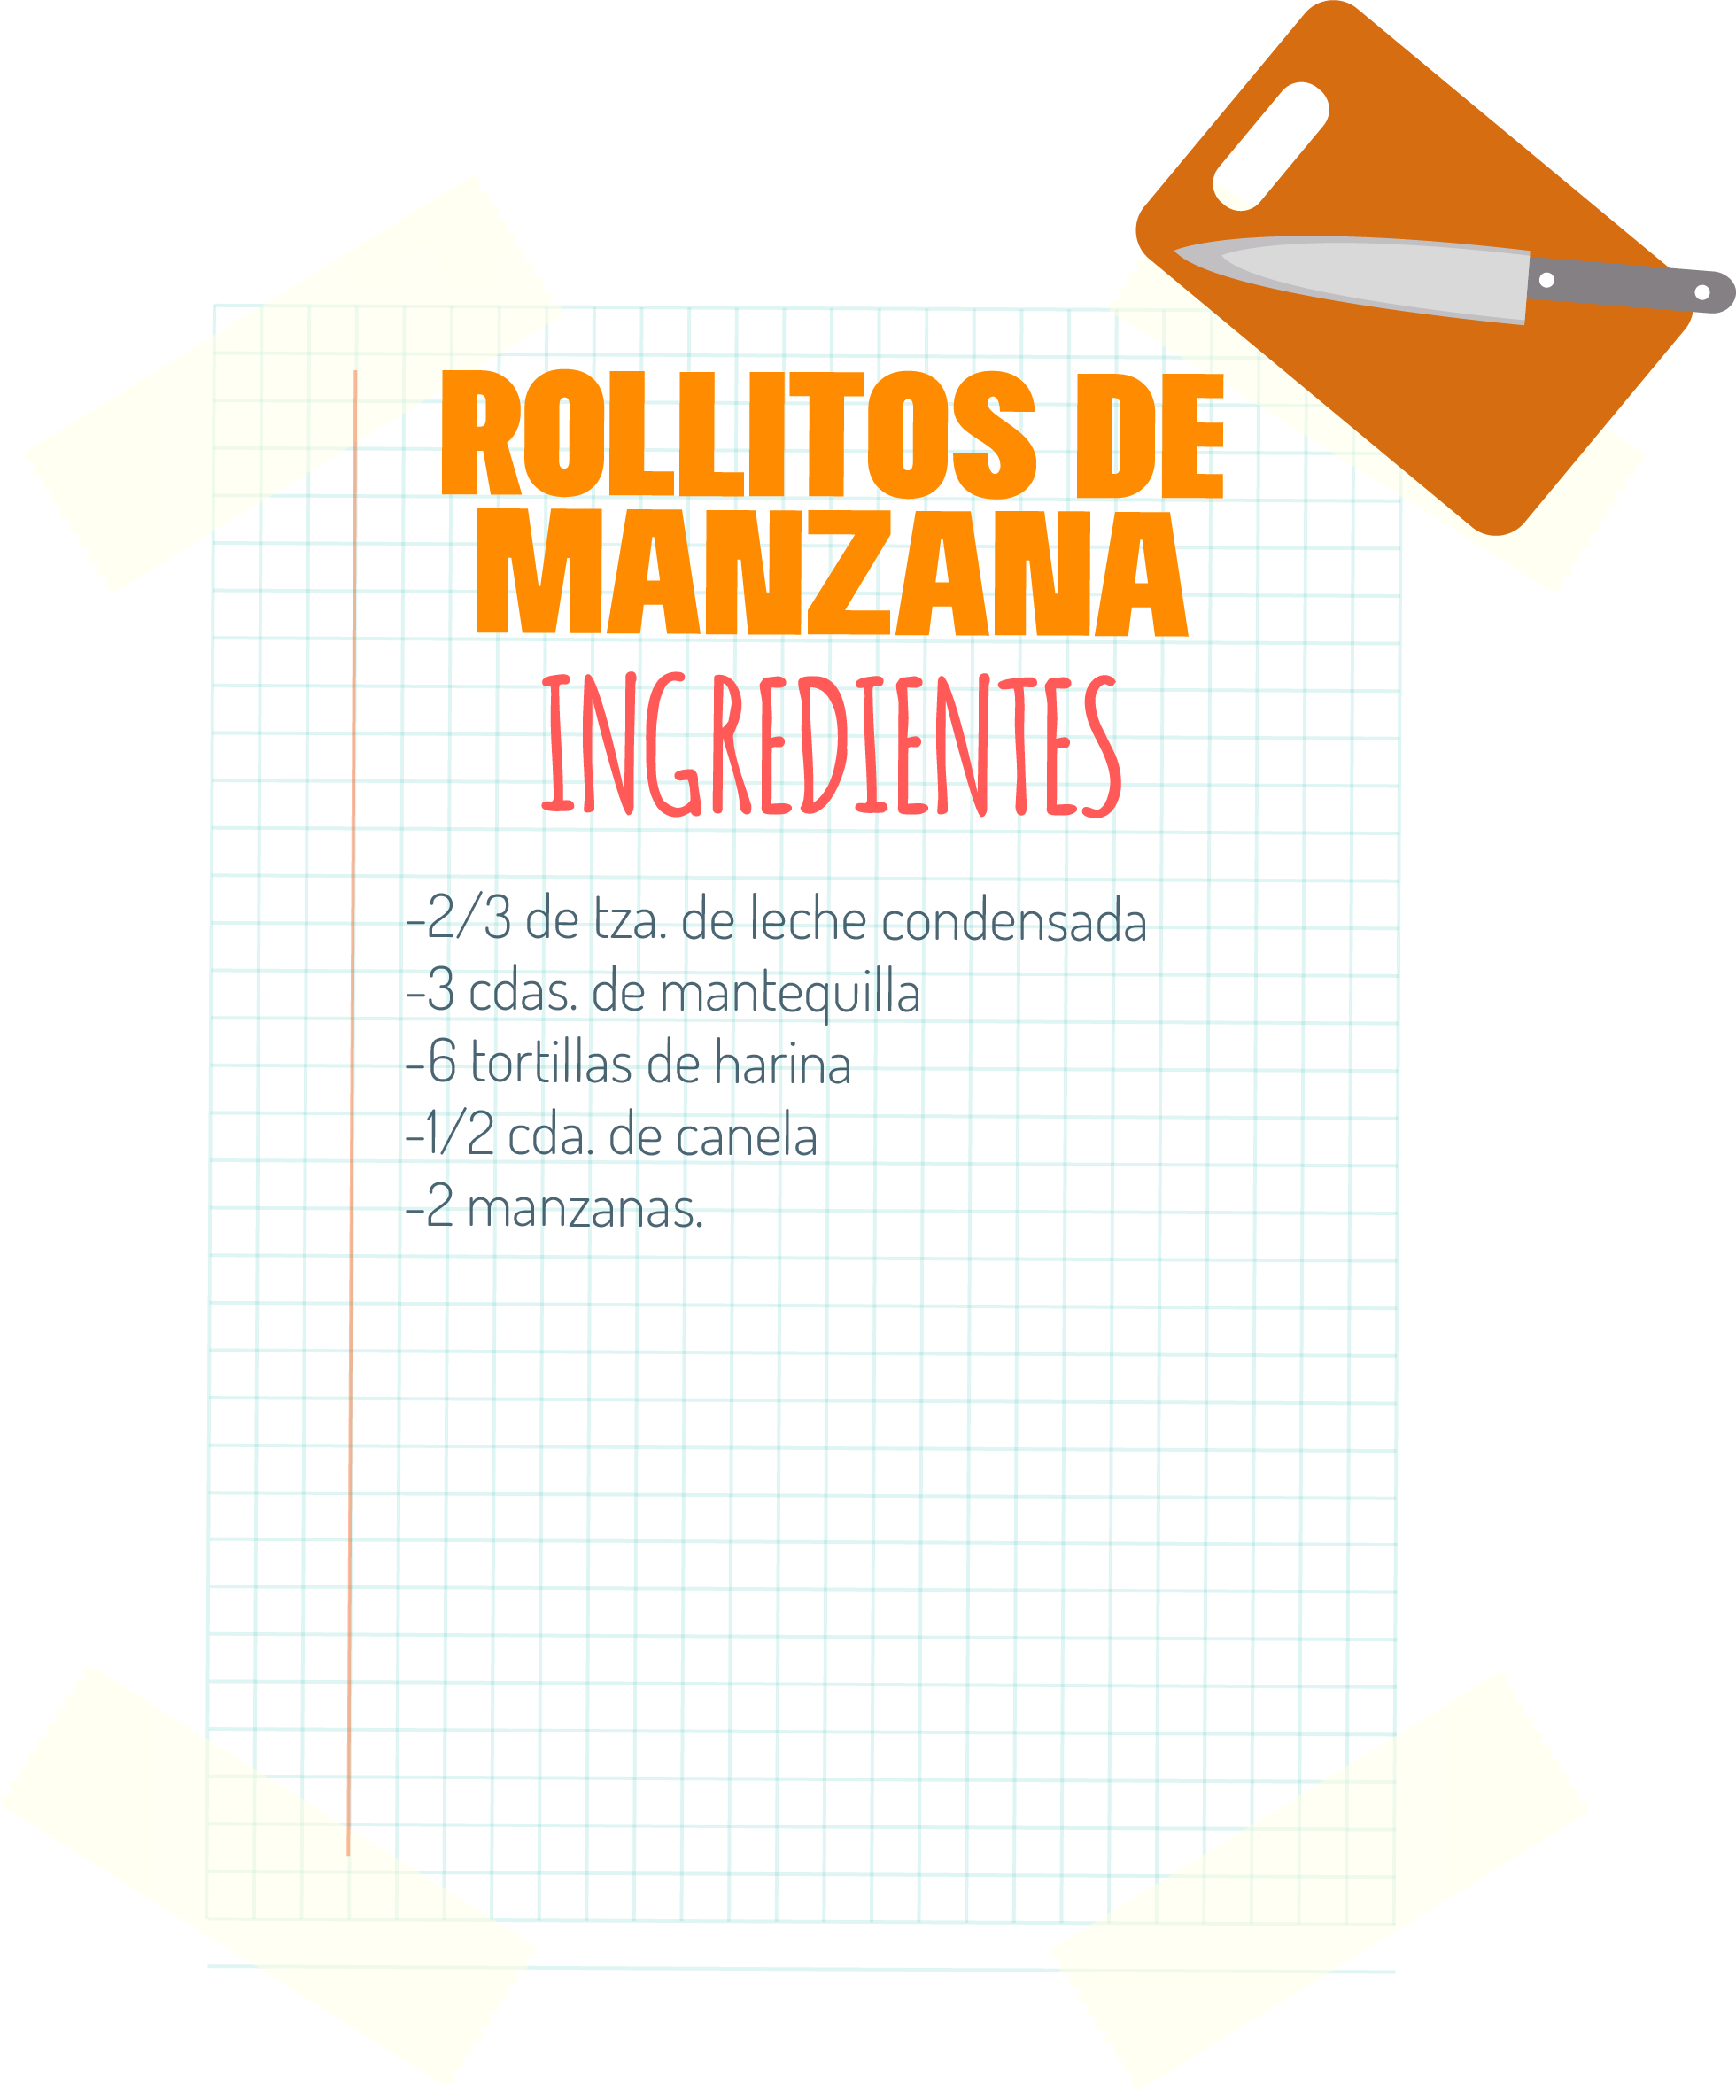 ROLLITOS DE
MANZANA
INGREDIENTES
-2/3 de tza. de leche condensada
-3 cdas. de mantequilla
-6 tortillas de harina
-1/2 cda. de canela
-2 manzanas.